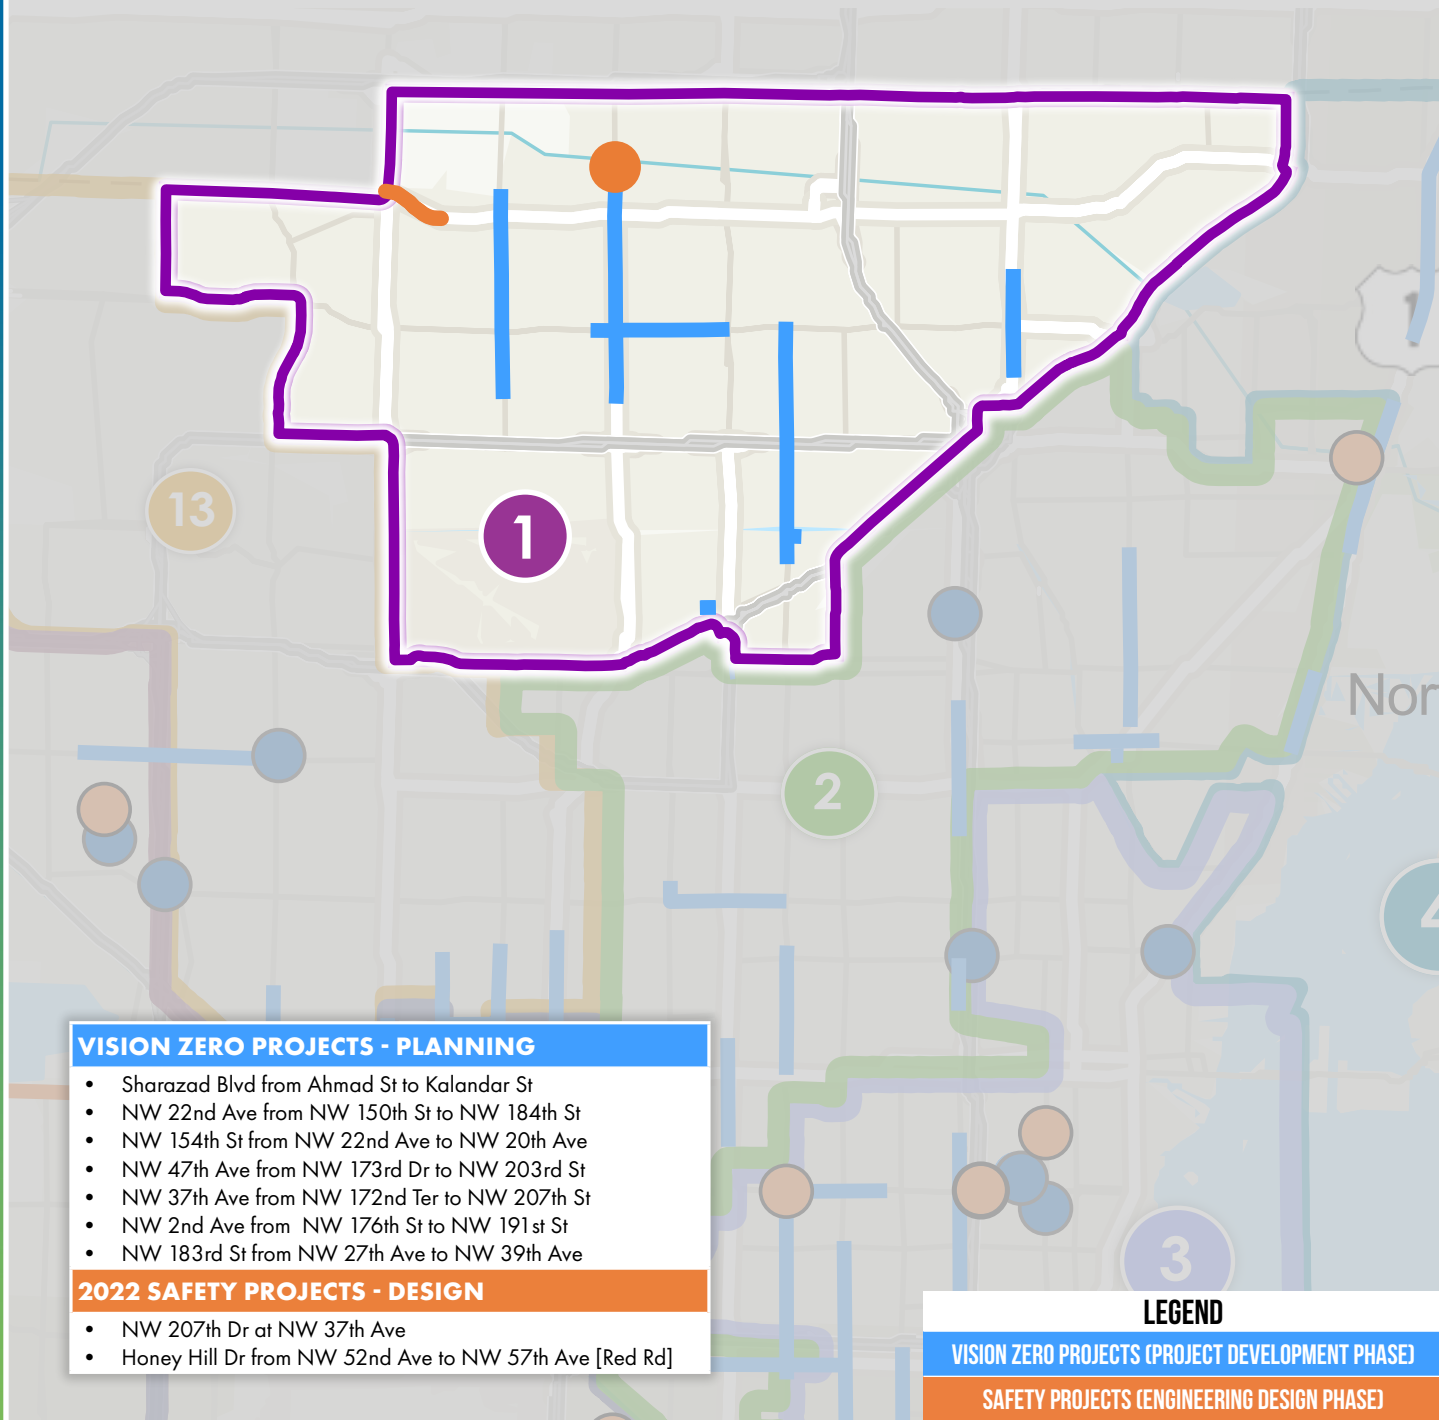 1
13
1
Nor
2
4
3
VISION ZERO PROJECTS - PLANNING
• Sharazad Blvd from Ahmad St to Kalandar St
• NW 22nd Ave from NW 150th St to NW 184th St
• NW 154th St from NW 22nd Ave to NW 20th Ave
• NW 47th Ave from NW 173rd Dr to NW 203rd St
• NW 37th Ave from NW 172nd Ter to NW 207th St
• NW 2nd Ave from  NW 176th St to NW 191st St
• NW 183rd St from NW 27th Ave to NW 39th Ave
2022 SAFETY PROJECTS - DESIGN
• NW 207th Dr at NW 37th Ave
• Honey Hill Dr from NW 52nd Ave to NW 57th Ave [Red Rd]
LEGEND
VISION ZERO PROJECTS (PROJECT DEVELOPMENT PHASE)
SAFETY PROJECTS (ENGINEERING DESIGN PHASE)